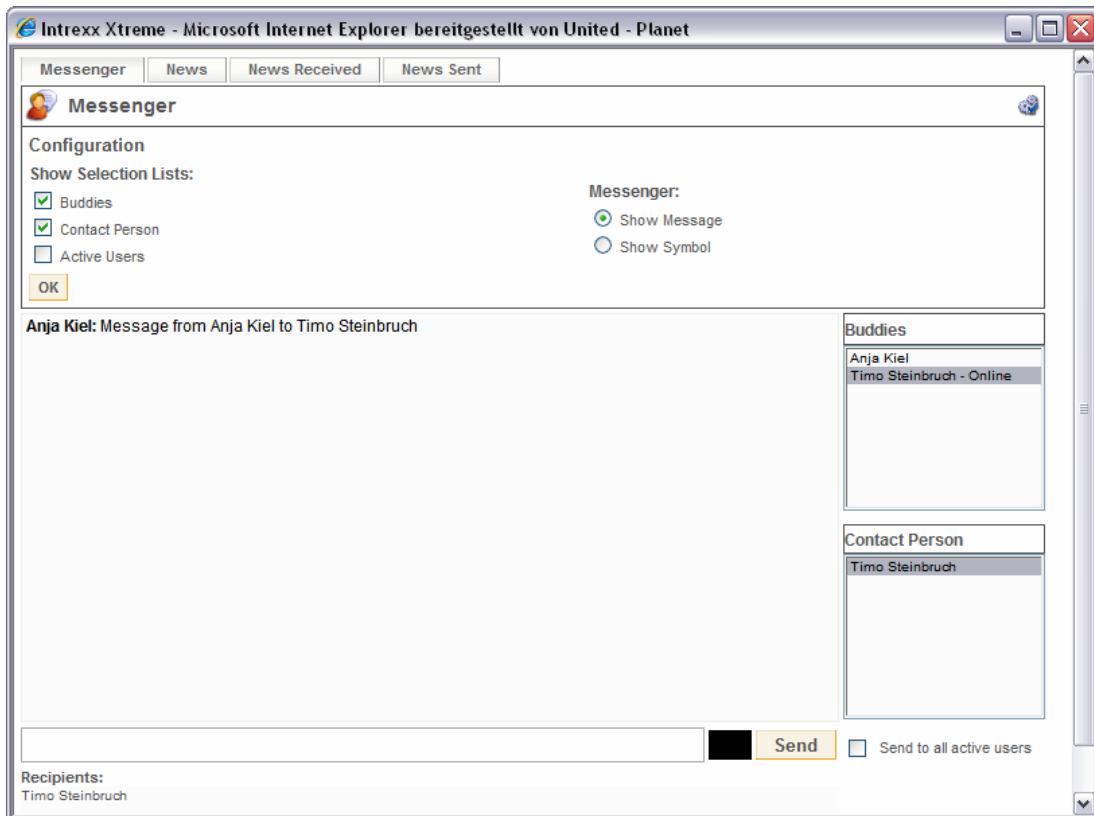 Intrexx Xtreme - Microsoft Internet Explorer bereitgestellt von United - Planet
Messenger News News Received News Sent
Messenger
Configuration
Show Selection Lists:
Buddies
Contact Person
Active Users
OK
Messenger:
Show Message
Show Symbol
Anja Kiel: Message from Anja Kiel to Timo Steinbruch
Buddies
Anja Kiel
Timo Steinbruch - Online
Contact Person
Timo Steinbruch
Send
Send to all active users
Recipients:
Timo Steinbruch